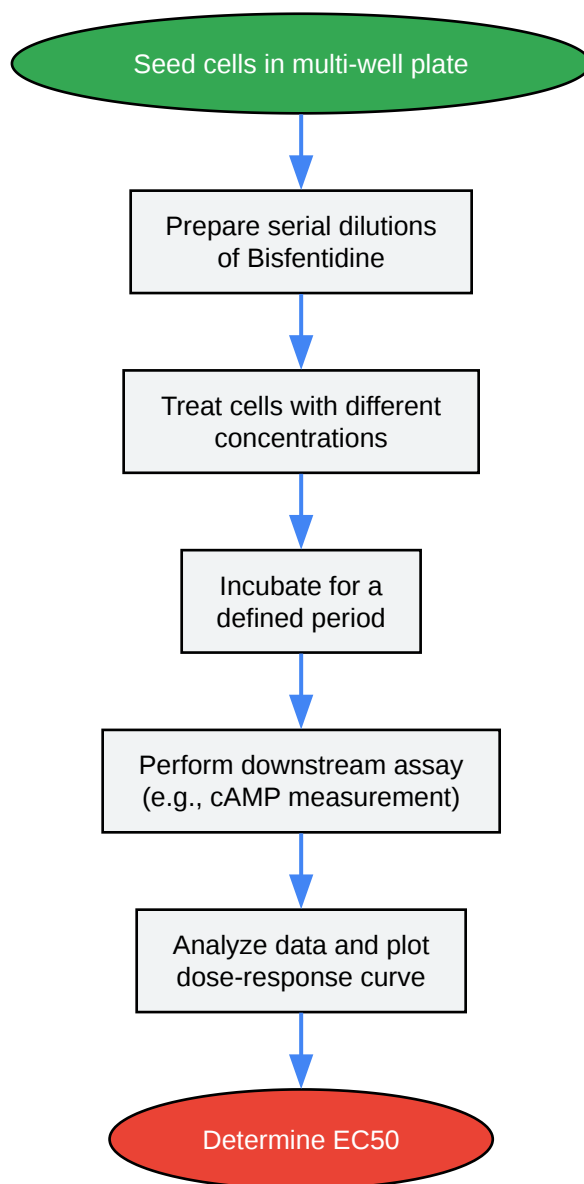 Seed cells in multi-well plate
Prepare serial dilutions
of Bisfentidine
Treat cells with different
concentrations
Incubate for a
defined period
Perform downstream assay
(e.g., cAMP measurement)
Analyze data and plot
dose-response curve
Determine EC50